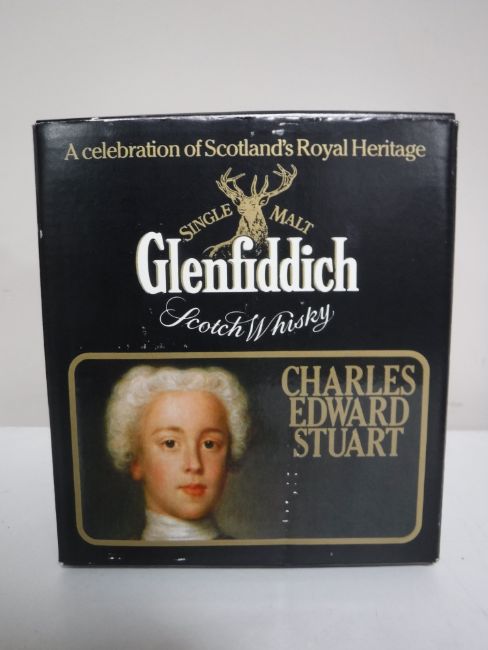 A celebration of Scotland's Royal Heritage
SINGLE MALT
Glenfiddich
Scotch Whisky
CHARLES
EDWARD
STUART